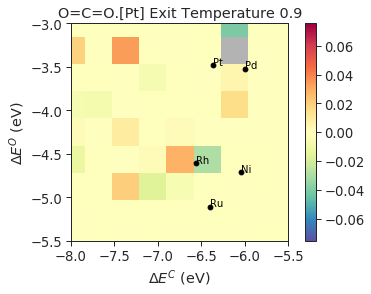 O=C=O.[Pt] Exit Temperature 0.9
−3.0
−3.5
−4.0
−4.5
−5.0
−5.5
ΔE^O (eV)
Pt
Pd
Rh
Ni
Ru
−8.0 −7.5 −7.0 −6.5 −6.0 −5.5
ΔE^C (eV)
0.06
0.04
0.02
0.00
−0.02
−0.04
−0.06